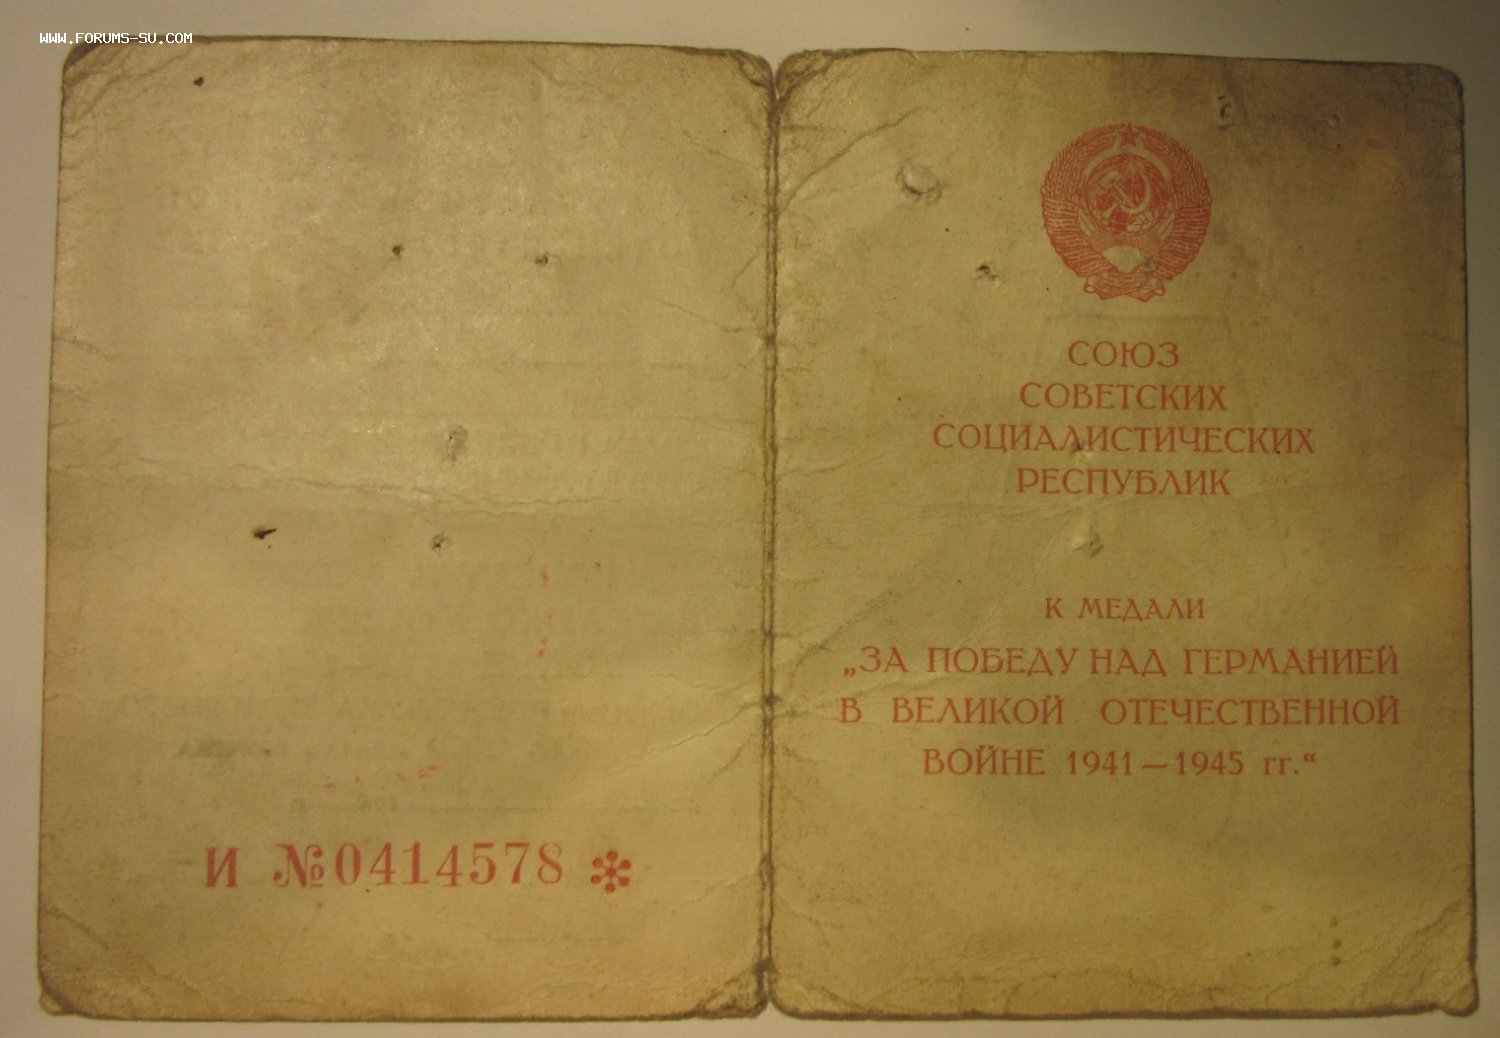 WWW.FORUMS-SU.COM
И №0414578 *
СОЮЗ
СОВЕТСКИХ
СОЦИАЛИСТИЧЕСКИХ
РЕСПУБЛИК
К МЕДАЛИ
„ЗА ПОБЕДУ НАД ГЕРМАНИЕЙ
В ВЕЛИКОЙ ОТЕЧЕСТВЕННОЙ
ВОЙНЕ 1941—1945 гг.“